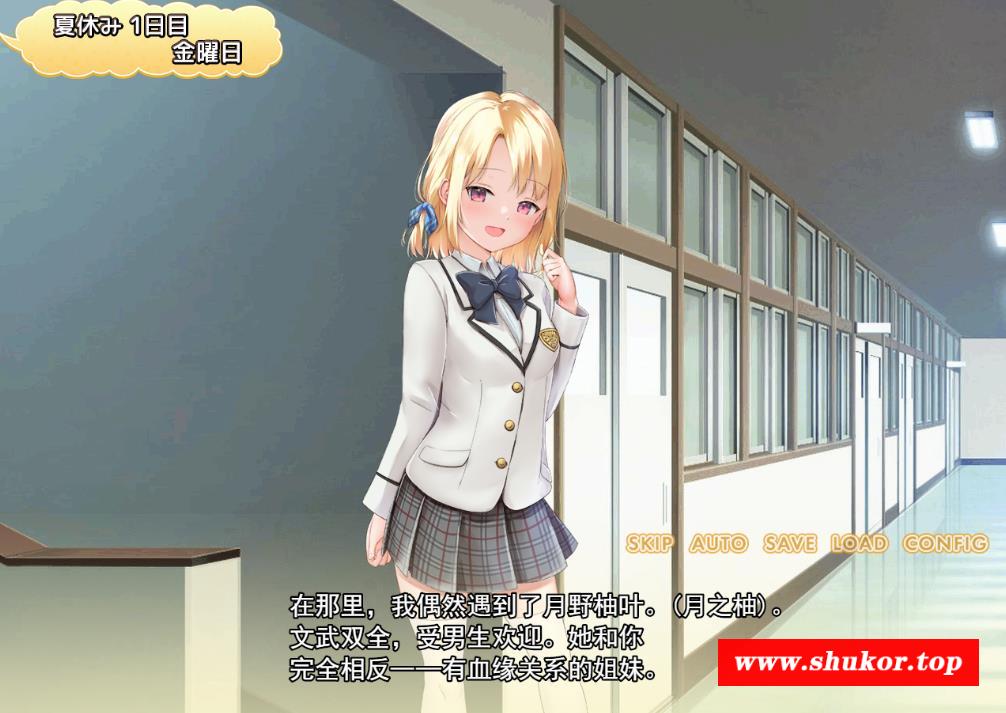 夏休み 1日目
金曜日
SKIP AUTO SAVE LOAD CONFIG
在那里，我偶然遇到了月野柚叶。(月之柚)。
文武双全，受男生欢迎。她和你
完全相反——有血缘关系的姐妹。
www.shukor.top